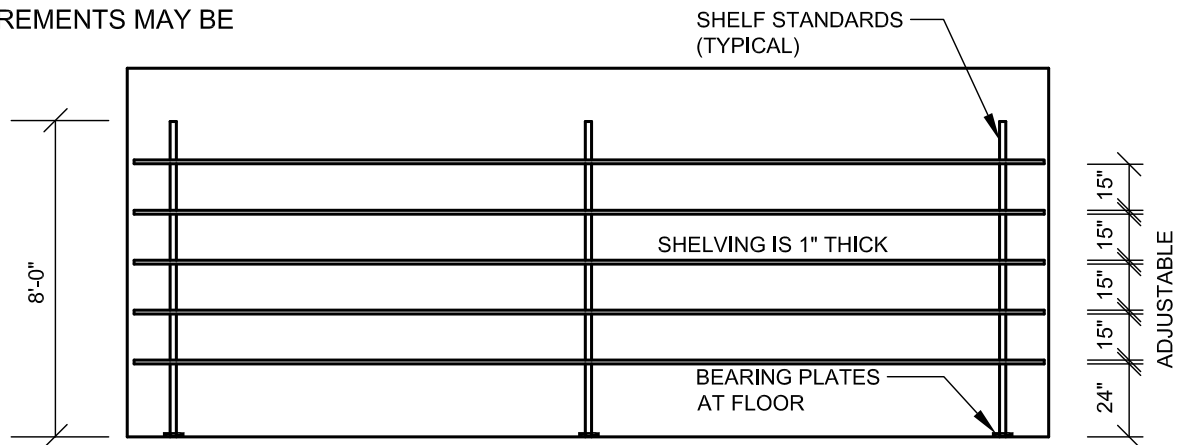 REMENTS MAY BE
SHELF STANDARDS
(TYPICAL)
8'-0"
SHELVING IS 1" THICK
15"
15"
15"
15"
24"
ADJUSTABLE
BEARING PLATES
AT FLOOR